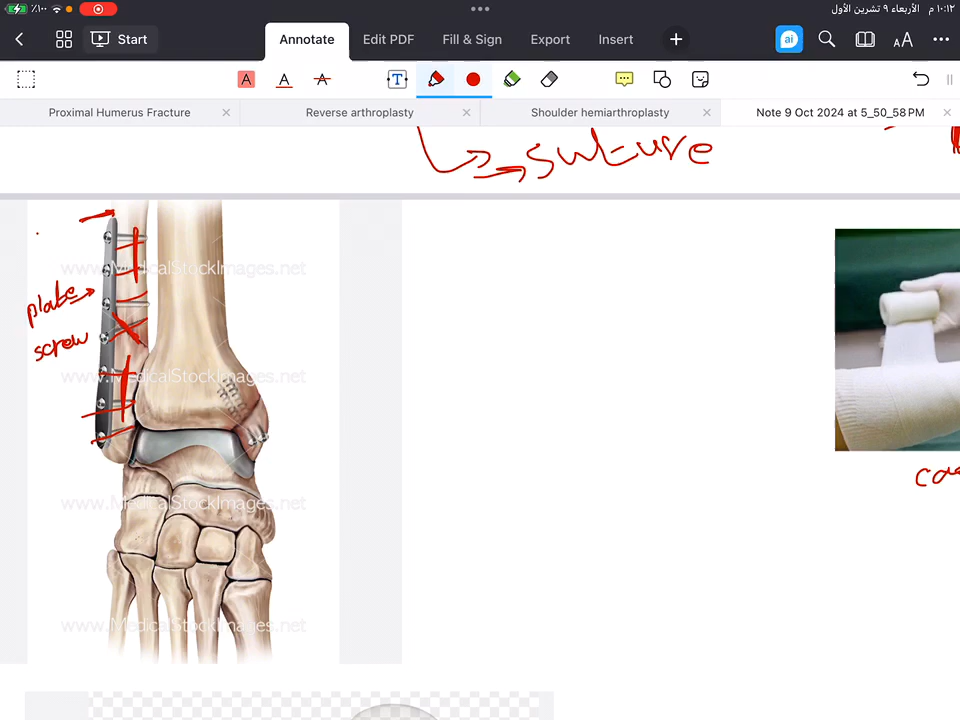 ٪١٠٠ ١٠:١٢ م الأربعاء ٩ تشرين الأول
Start Annotate Edit PDF Fill & Sign Export Insert ai AA
A A A T
Proximal Humerus Fracture Reverse arthroplasty Shoulder hemiarthroplasty Note 9 Oct 2024 at 5_50_58 PM
suture
www.MedicalStockImages.net
plate
screw
www.MedicalStockImages.net
www.MedicalStockImages.net
www.MedicalStockImages.net